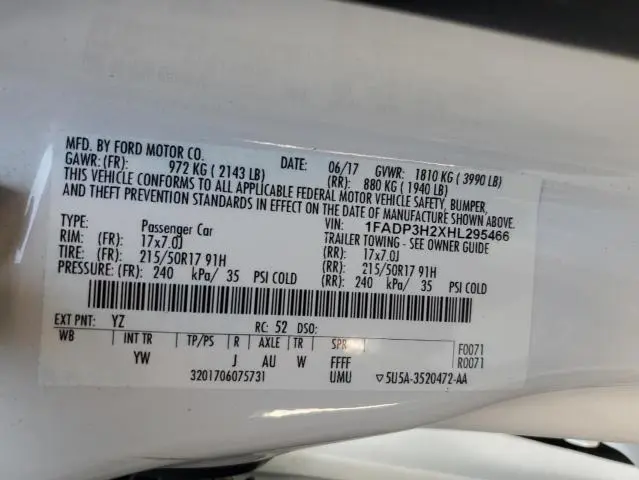 MFD. BY FORD MOTOR CO. DATE: 06/17 GVWR: 1810 KG ( 3990 LB)
GAWR: (FR): 972 KG ( 2143 LB) (RR): 880 KG ( 1940 LB)
THIS VEHICLE CONFORMS TO ALL APPLICABLE FEDERAL MOTOR VEHICLE SAFETY, BUMPER,
AND THEFT PREVENTION STANDARDS IN EFFECT ON THE DATE OF MANUFACTURE SHOWN ABOVE.
VIN: 1FADP3H2XHL295466
TYPE: Passenger Car TRAILER TOWING - SEE OWNER GUIDE
RIM: (FR): 17x7.0J (RR): 17x7.0J
TIRE: (FR): 215/50R17 91H (RR): 215/50R17 91H
PRESSURE: (FR): 240 kPa/ 35 PSI COLD (RR): 240 kPa/ 35 PSI COLD
EXT PNT: YZ RC: 52 DSO:
WB INT TR TP/PS R AXLE TR SPR F0071
YW J AU W FFFF R0071
3201706075731 UMU ▽5U5A-3520472-AA